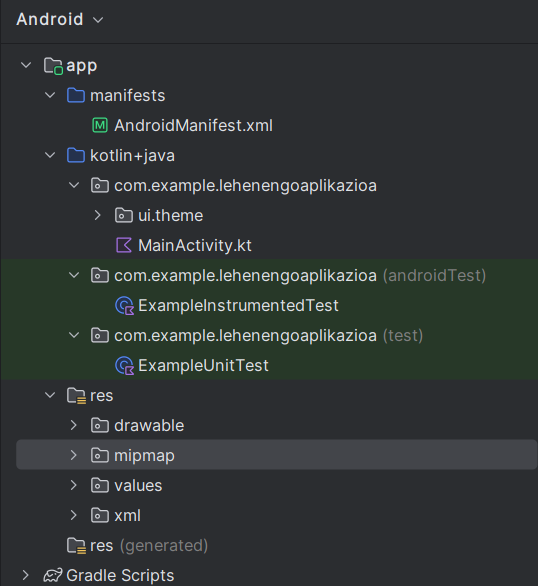 Android
app
manifests
AndroidManifest.xml
kotlin+java
com.example.lehenengoaplikazioa
ui.theme
MainActivity.kt
com.example.lehenengoaplikazioa (androidTest)
ExampleInstrumentedTest
com.example.lehenengoaplikazioa (test)
ExampleUnitTest
res
drawable
mipmap
values
xml
res (generated)
Gradle Scripts